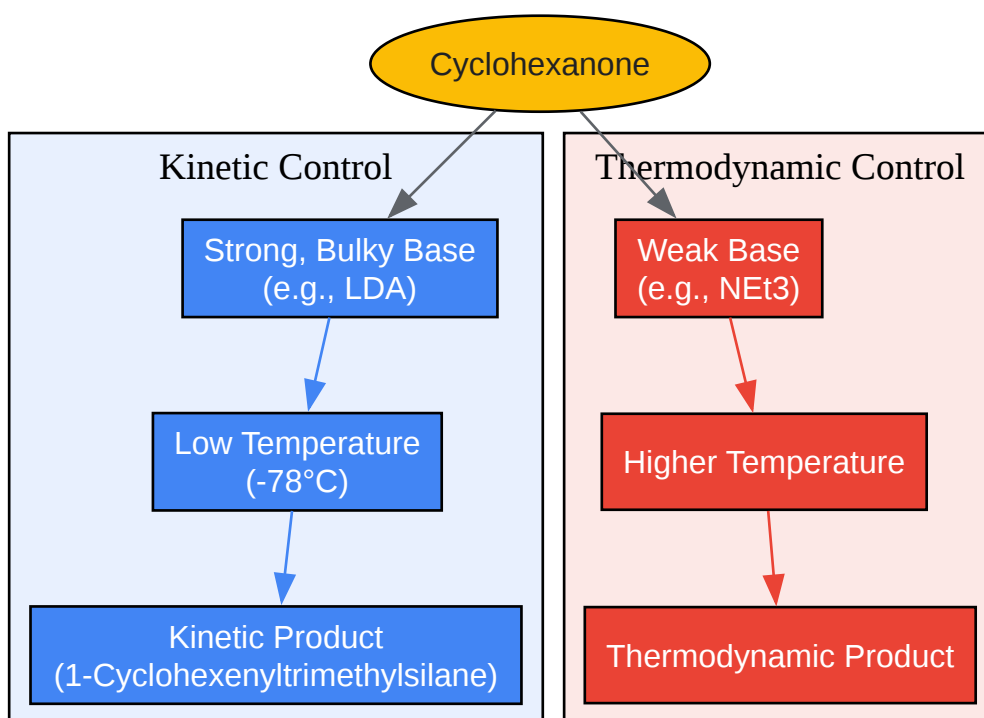 Cyclohexanone
Kinetic Control
Strong, Bulky Base
(e.g., LDA)
Low Temperature
(-78°C)
Kinetic Product
(1-Cyclohexenyltrimethylsilane)
Thermodynamic Control
Weak Base
(e.g., NEt3)
Higher Temperature
Thermodynamic Product